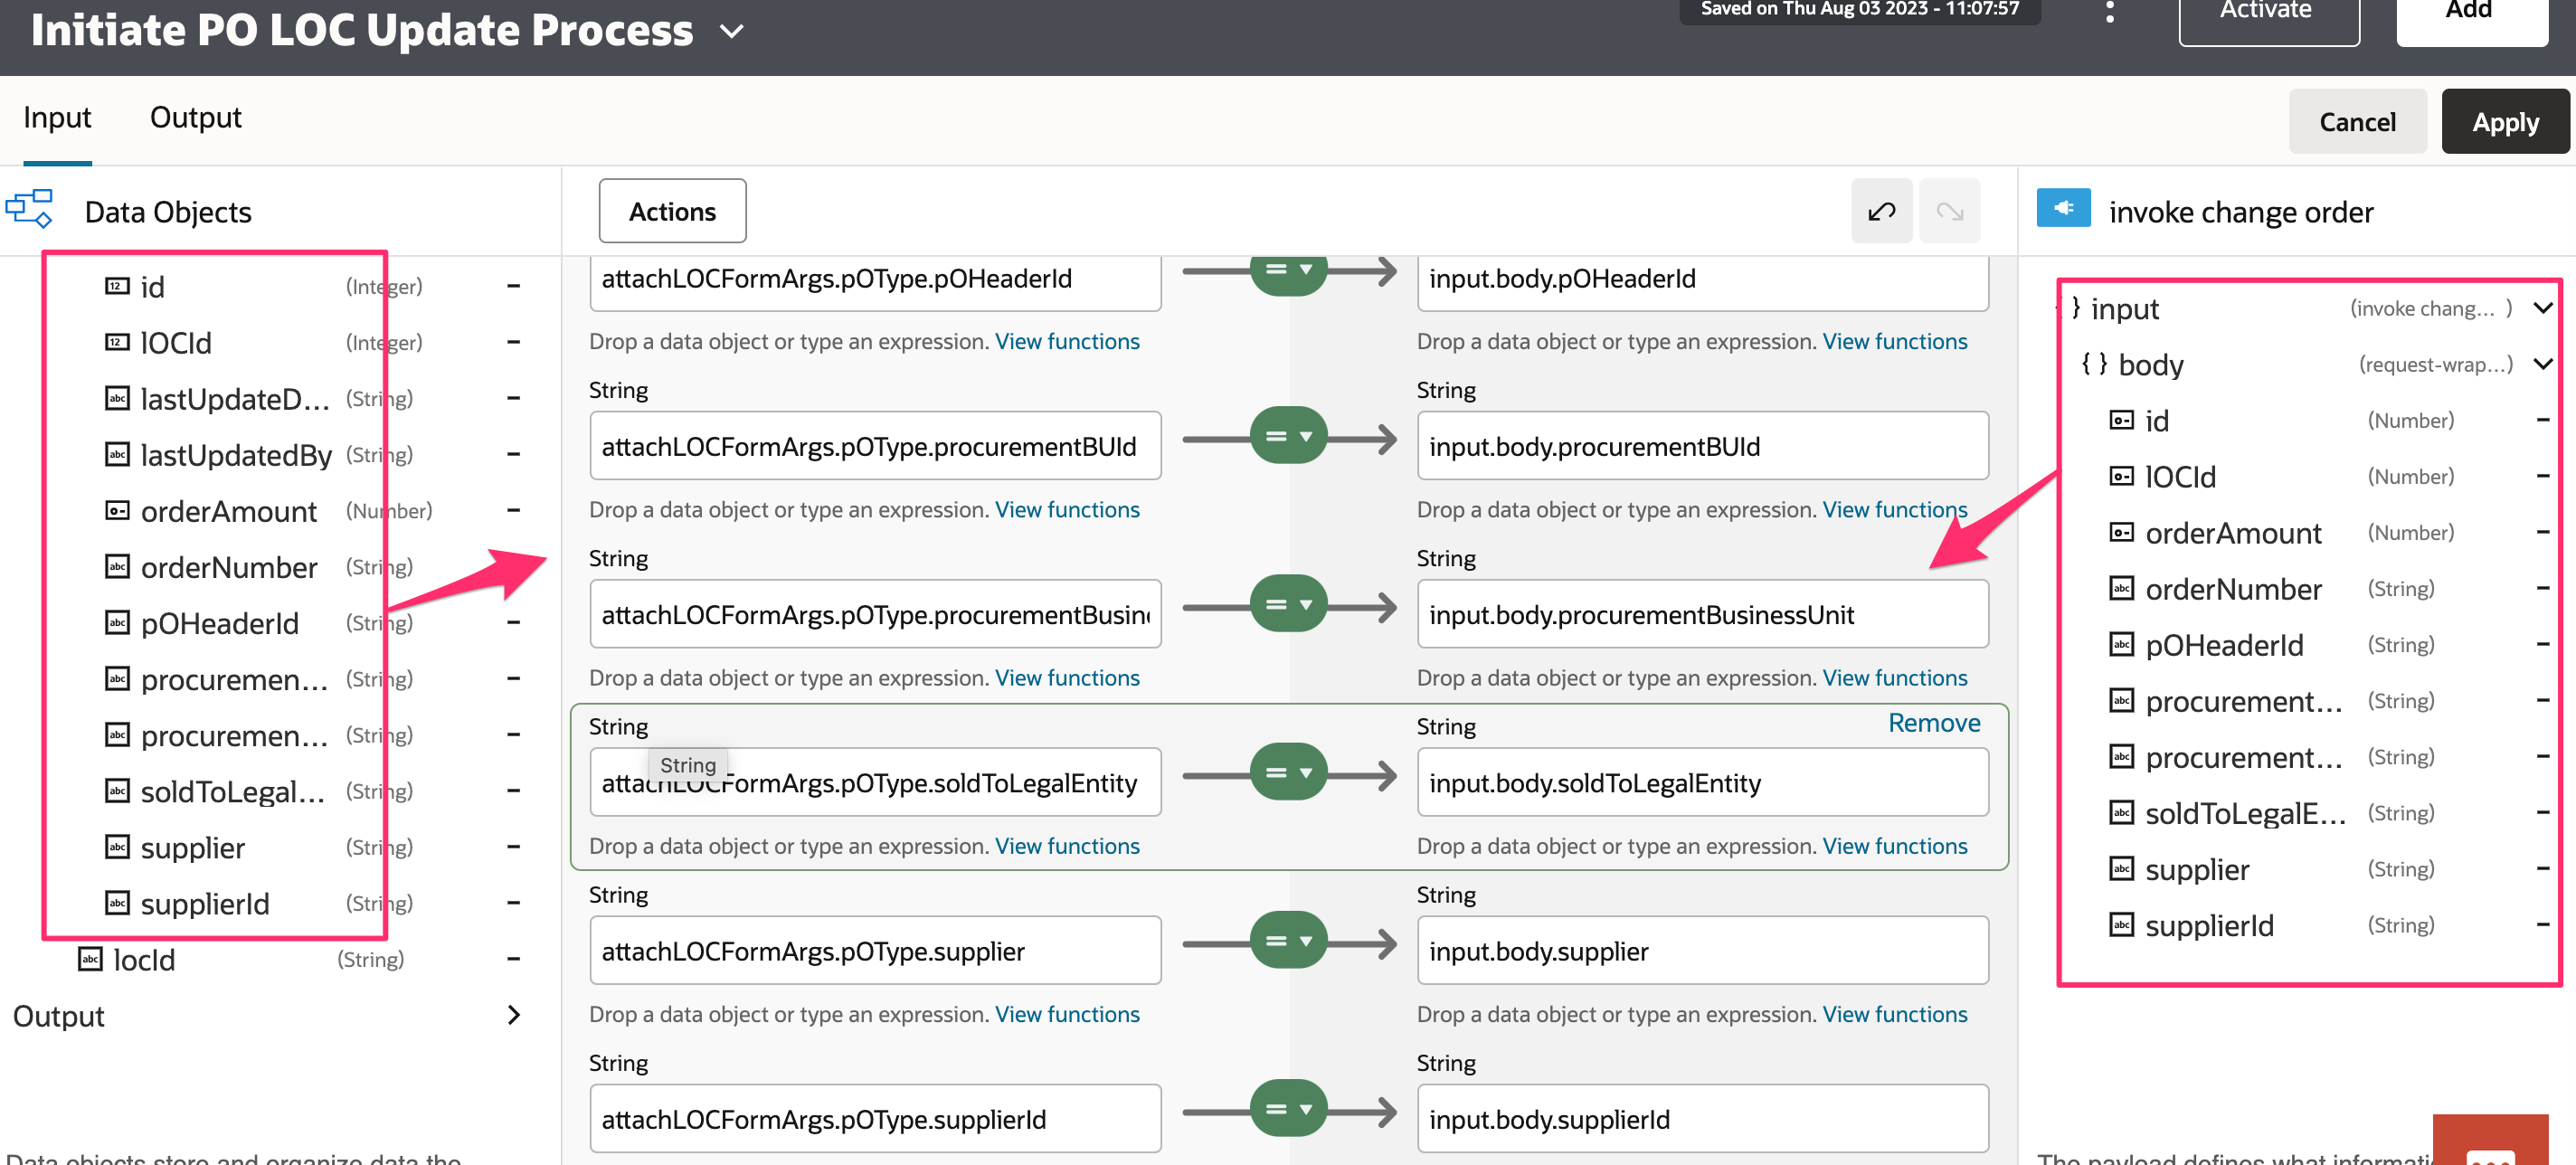 Initiate PO LOC Update Process
Saved on Thu Aug 03 2023 - 11:07:57
Activate
Add
Input
Output
Cancel
Apply
Data Objects
id (Integer)
lOCId (Integer)
lastUpdateD... (String)
lastUpdatedBy (String)
orderAmount (Number)
orderNumber (String)
pOHeaderId (String)
procuremen... (String)
procuremen... (String)
soldToLegal... (String)
supplier (String)
supplierId (String)
locId (String)
Output
Data objects store and organize data the
Actions
attachLOCFormArgs.pOType.pOHeaderId
input.body.pOHeaderId
Drop a data object or type an expression. View functions
Drop a data object or type an expression. View functions
String
String
attachLOCFormArgs.pOType.procurementBUId
input.body.procurementBUId
Drop a data object or type an expression. View functions
Drop a data object or type an expression. View functions
String
String
attachLOCFormArgs.pOType.procurementBusin
input.body.procurementBusinessUnit
Drop a data object or type an expression. View functions
Drop a data object or type an expression. View functions
String
String
Remove
String
attachLOCFormArgs.pOType.soldToLegalEntity
input.body.soldToLegalEntity
Drop a data object or type an expression. View functions
Drop a data object or type an expression. View functions
String
String
attachLOCFormArgs.pOType.supplier
input.body.supplier
Drop a data object or type an expression. View functions
Drop a data object or type an expression. View functions
String
String
attachLOCFormArgs.pOType.supplierId
input.body.supplierId
invoke change order
{ } input (invoke chang... )
{ } body (request-wrap...)
id (Number)
lOCId (Number)
orderAmount (Number)
orderNumber (String)
pOHeaderId (String)
procurement... (String)
procurement... (String)
soldToLegalE... (String)
supplier (String)
supplierId (String)
The payload defines what informati